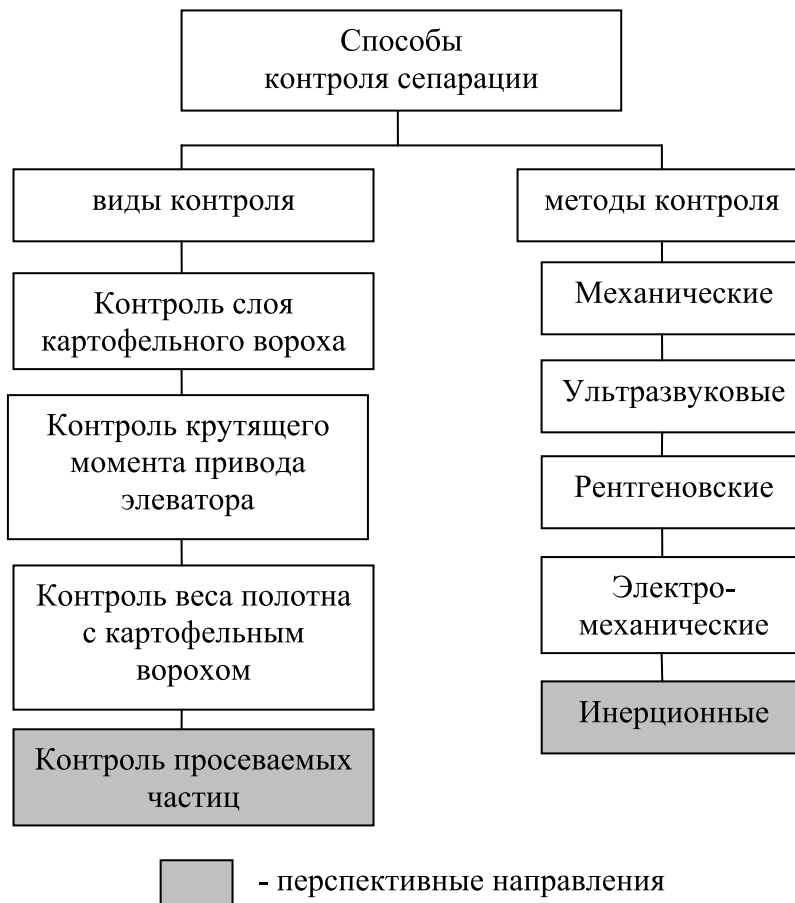 Способы
контроля сепарации
виды контроля
Контроль слоя
картофельного вороха
Контроль крутящего
момента привода
элеватора
Контроль веса полотна
с картофельным
ворохом
Контроль просеваемых
частиц
методы контроля
Механические
Ультразвуковые
Рентгеновские
Электро-
механические
Инерционные
- перспективные направления